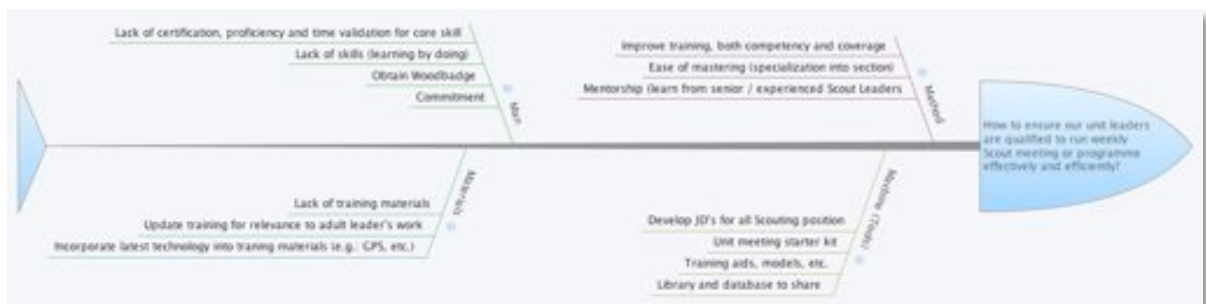 Lack of certification, proficiency and time validation for core skill
Lack of skills (learning by doing)
Obtain Woodbadge
Commitment
Man
Improve training, both competency and coverage
Ease of mastering (specialization into section)
Mentorship (learn from senior / experienced Scout Leaders
Method
How to ensure our unit leaders
are qualified to run weekly
Scout meeting or programme
effectively and efficiently?
Materials
Lack of training materials
Update training for relevance to adult leader's work
Incorporate latest technology into traning materials (e.g. GPS, etc.)
Machine (Tools)
Develop JD's for all Scouting position
Unit meeting starter kit
Training aids, models, etc.
Library and database to share